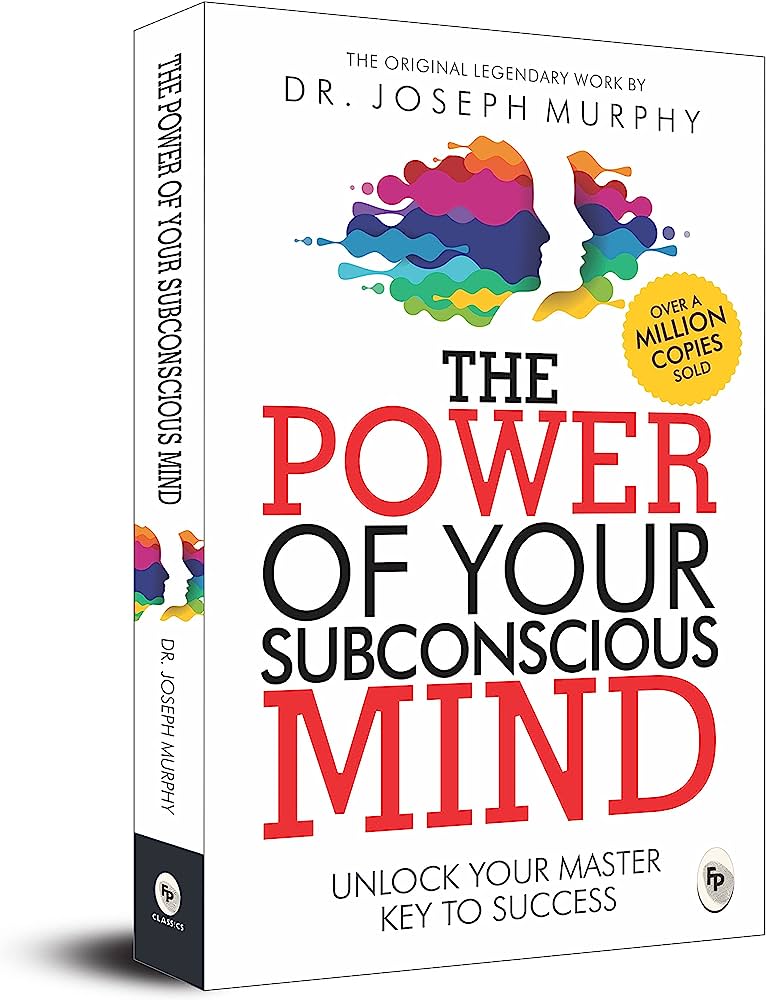 THE ORIGINAL LEGENDARY WORK BY
DR. JOSEPH MURPHY
OVER A
MILLION
COPIES
SOLD
THE
POWER
OF YOUR
SUBCONSCIOUS
MIND
UNLOCK YOUR MASTER
KEY TO SUCCESS
FP
THE POWER OF YOUR SUBCONSCIOUS MIND
DR. JOSEPH MURPHY
FP
CLASSICS